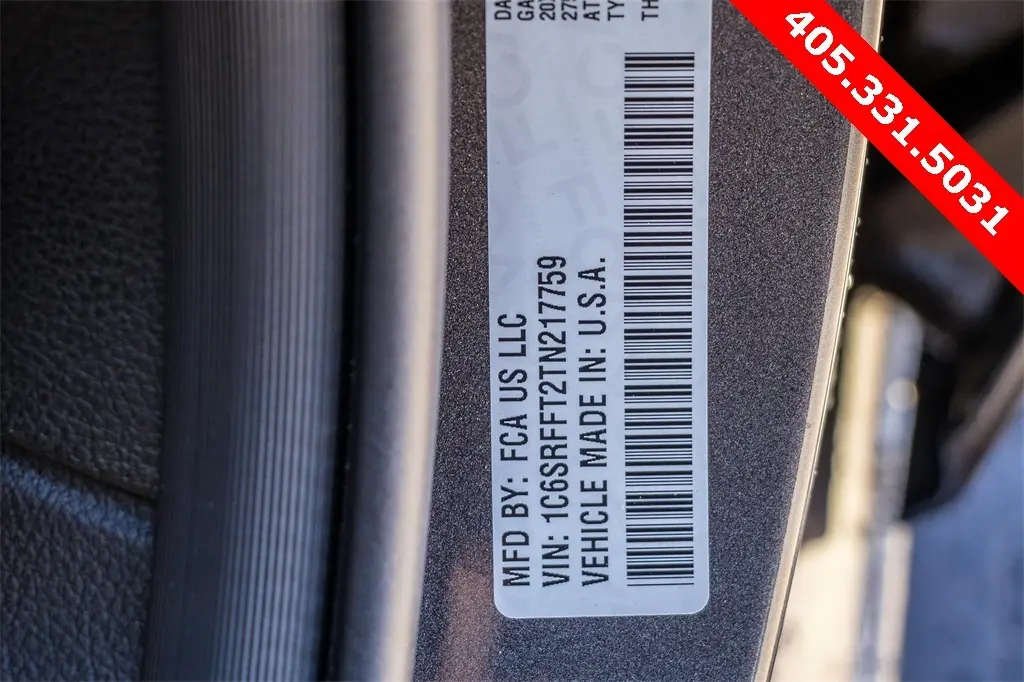 MFD BY: FCA US LLC
VIN: 1C6SRFFT2TN217759
VEHICLE MADE IN: U.S.A.
405.331.5031